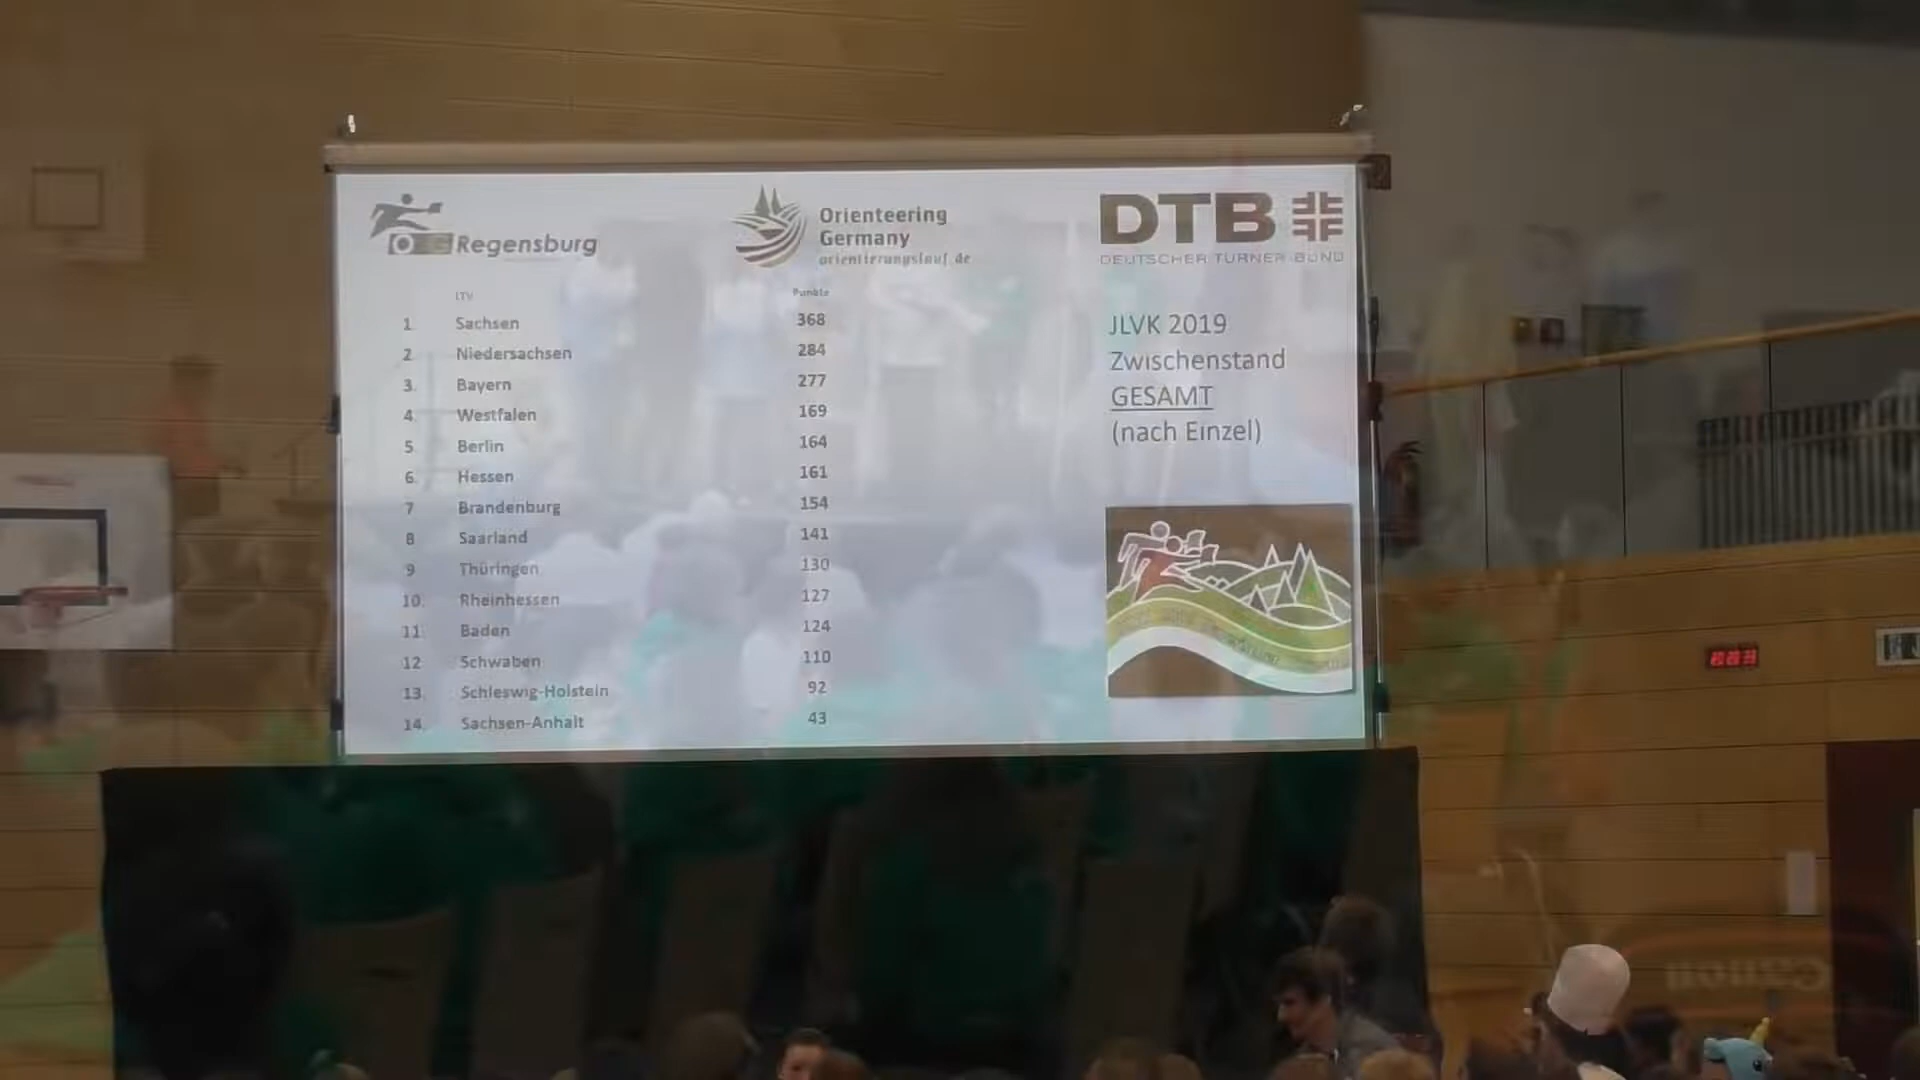 OLG Regensburg
Orienteering
Germany
orientierungslauf.de
DTB
DEUTSCHER TURNER-BUND
LTV Punkte
1. Sachsen 368
2. Niedersachsen 284
3. Bayern 277
4. Westfalen 169
5. Berlin 164
6. Hessen 161
7 Brandenburg 154
8 Saarland 141
9 Thüringen 130
10. Rheinhessen 127
11. Baden 124
12 Schwaben 110
13. Schleswig-Holstein 92
14. Sachsen-Anhalt 43
JLVK 2019
Zwischenstand
GESAMT
(nach Einzel)
Canon